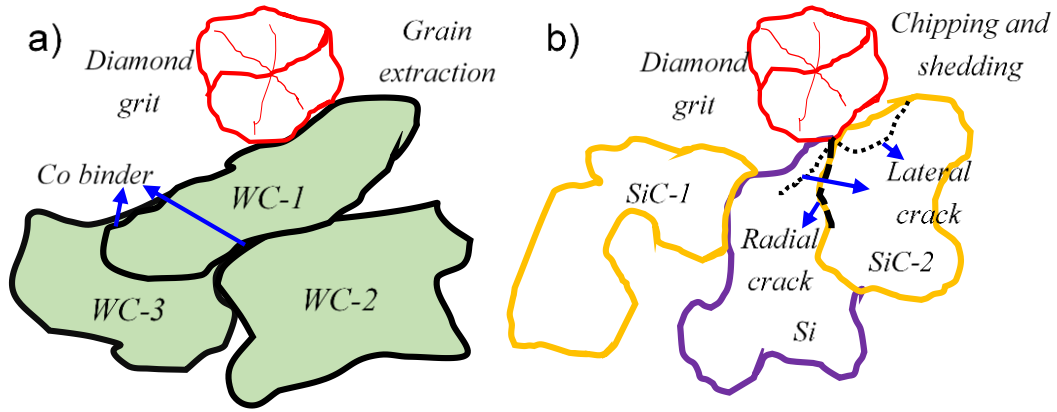 a)
Diamond
grit
Grain
extraction
Co binder
WC-1
WC-2
WC-3
b)
Diamond
grit
Chipping and
shedding
SiC-1
Lateral
crack
Radial
crack
SiC-2
Si